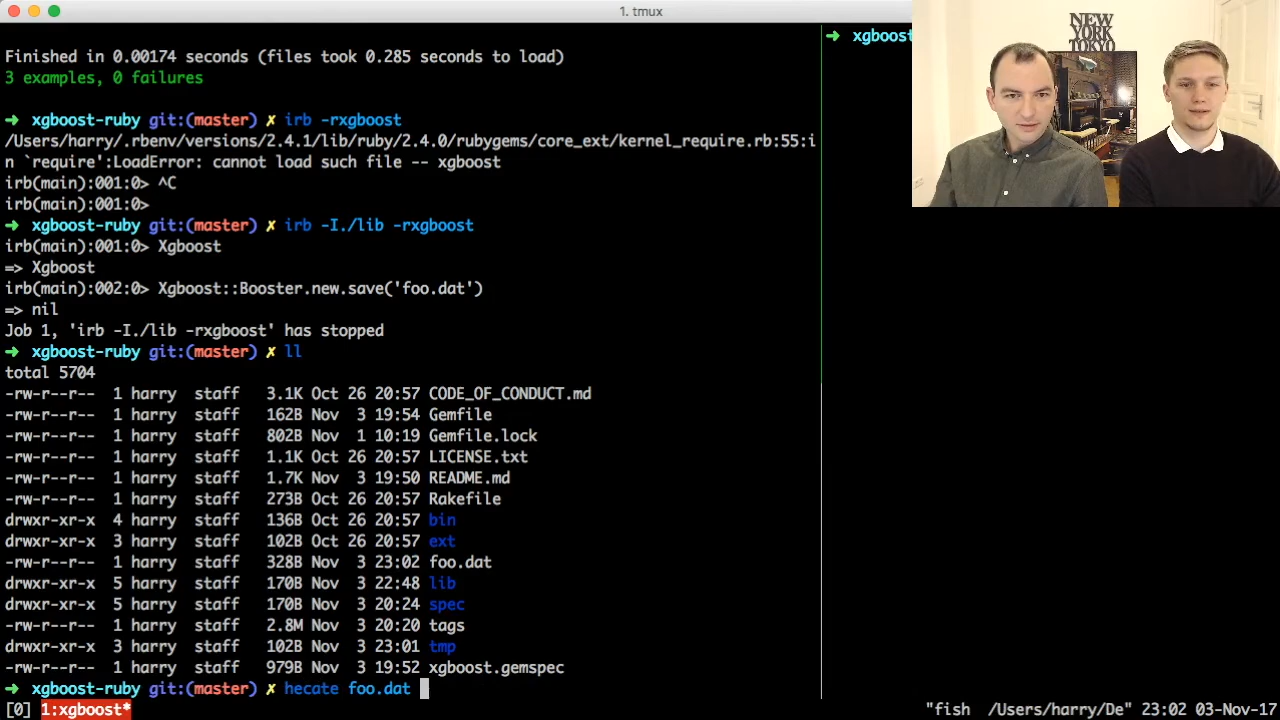 1. tmux
Finished in 0.00174 seconds (files took 0.285 seconds to load)
3 examples, 0 failures
➜ xgboost-ruby git:(master) ✗ irb -rxgboost
/Users/harry/.rbenv/versions/2.4.1/lib/ruby/2.4.0/rubygems/core_ext/kernel_require.rb:55:i
n `require':LoadError: cannot load such file -- xgboost
irb(main):001:0> ^C
irb(main):001:0>
➜ xgboost-ruby git:(master) ✗ irb -I./lib -rxgboost
irb(main):001:0> Xgboost
=> Xgboost
irb(main):002:0> Xgboost::Booster.new.save('foo.dat')
=> nil
Job 1, 'irb -I./lib -rxgboost' has stopped
➜ xgboost-ruby git:(master) ✗ ll
total 5704
-rw-r--r-- 1 harry staff 3.1K Oct 26 20:57 CODE_OF_CONDUCT.md
-rw-r--r-- 1 harry staff 162B Nov 3 19:54 Gemfile
-rw-r--r-- 1 harry staff 802B Nov 1 10:19 Gemfile.lock
-rw-r--r-- 1 harry staff 1.1K Oct 26 20:57 LICENSE.txt
-rw-r--r-- 1 harry staff 1.7K Nov 3 19:50 README.md
-rw-r--r-- 1 harry staff 273B Oct 26 20:57 Rakefile
drwxr-xr-x 4 harry staff 136B Oct 26 20:57 bin
drwxr-xr-x 3 harry staff 102B Oct 26 20:57 ext
-rw-r--r-- 1 harry staff 328B Nov 3 23:02 foo.dat
drwxr-xr-x 5 harry staff 170B Nov 3 22:48 lib
drwxr-xr-x 5 harry staff 170B Nov 3 20:24 spec
-rw-r--r-- 1 harry staff 2.8M Nov 3 20:20 tags
drwxr-xr-x 3 harry staff 102B Nov 3 23:01 tmp
-rw-r--r-- 1 harry staff 979B Nov 3 19:52 xgboost.gemspec
➜ xgboost-ruby git:(master) ✗ hecate foo.dat
➜ xgboost
NEW
YORK
TOKYO
[0] 1:xgboost* "fish /Users/harry/De" 23:02 03-Nov-17